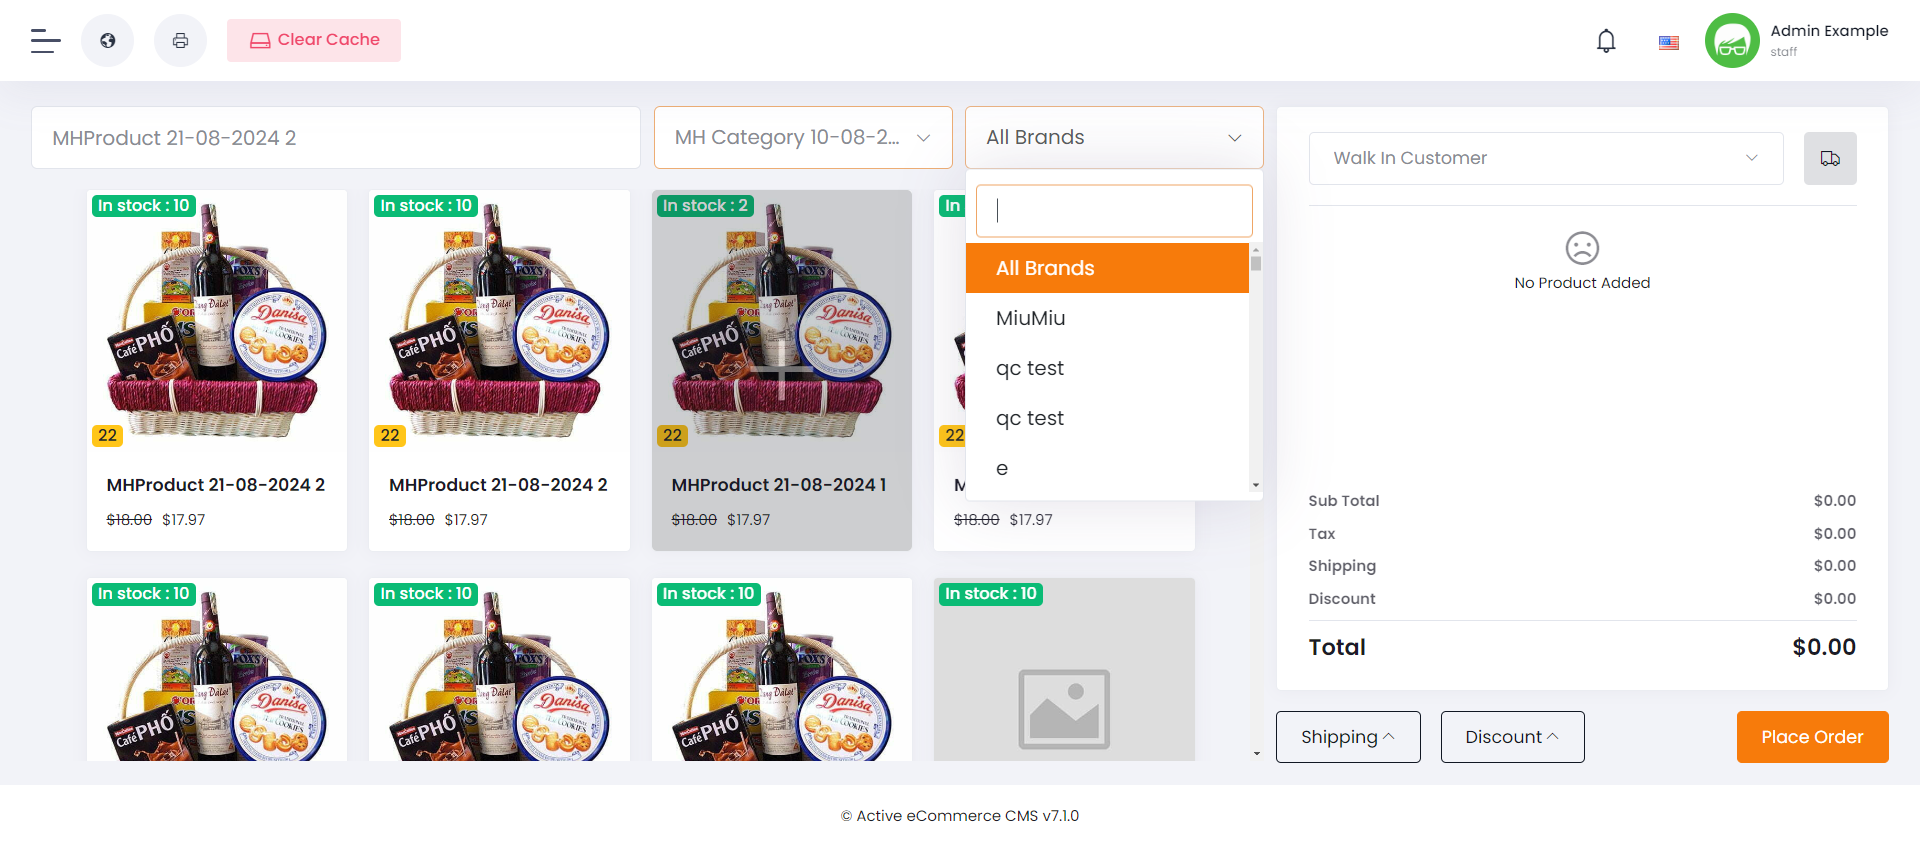 Clear Cache
Admin Example
staff
MHProduct 21-08-2024 2
MH Category 10-08-2...
All Brands
All Brands
MiuMiu
qc test
qc test
e
In stock : 10
22
MHProduct 21-08-2024 2
$18.00 $17.97
In stock : 10
22
MHProduct 21-08-2024 2
$18.00 $17.97
In stock : 2
22
MHProduct 21-08-2024 1
$18.00 $17.97
In
22
$18.00 $17.97
In stock : 10
In stock : 10
In stock : 10
In stock : 10
Café PHỐ
Danisa
FOX'S
Walk In Customer
No Product Added
Sub Total $0.00
Tax $0.00
Shipping $0.00
Discount $0.00
Total $0.00
Shipping
Discount
Place Order
© Active eCommerce CMS v7.1.0